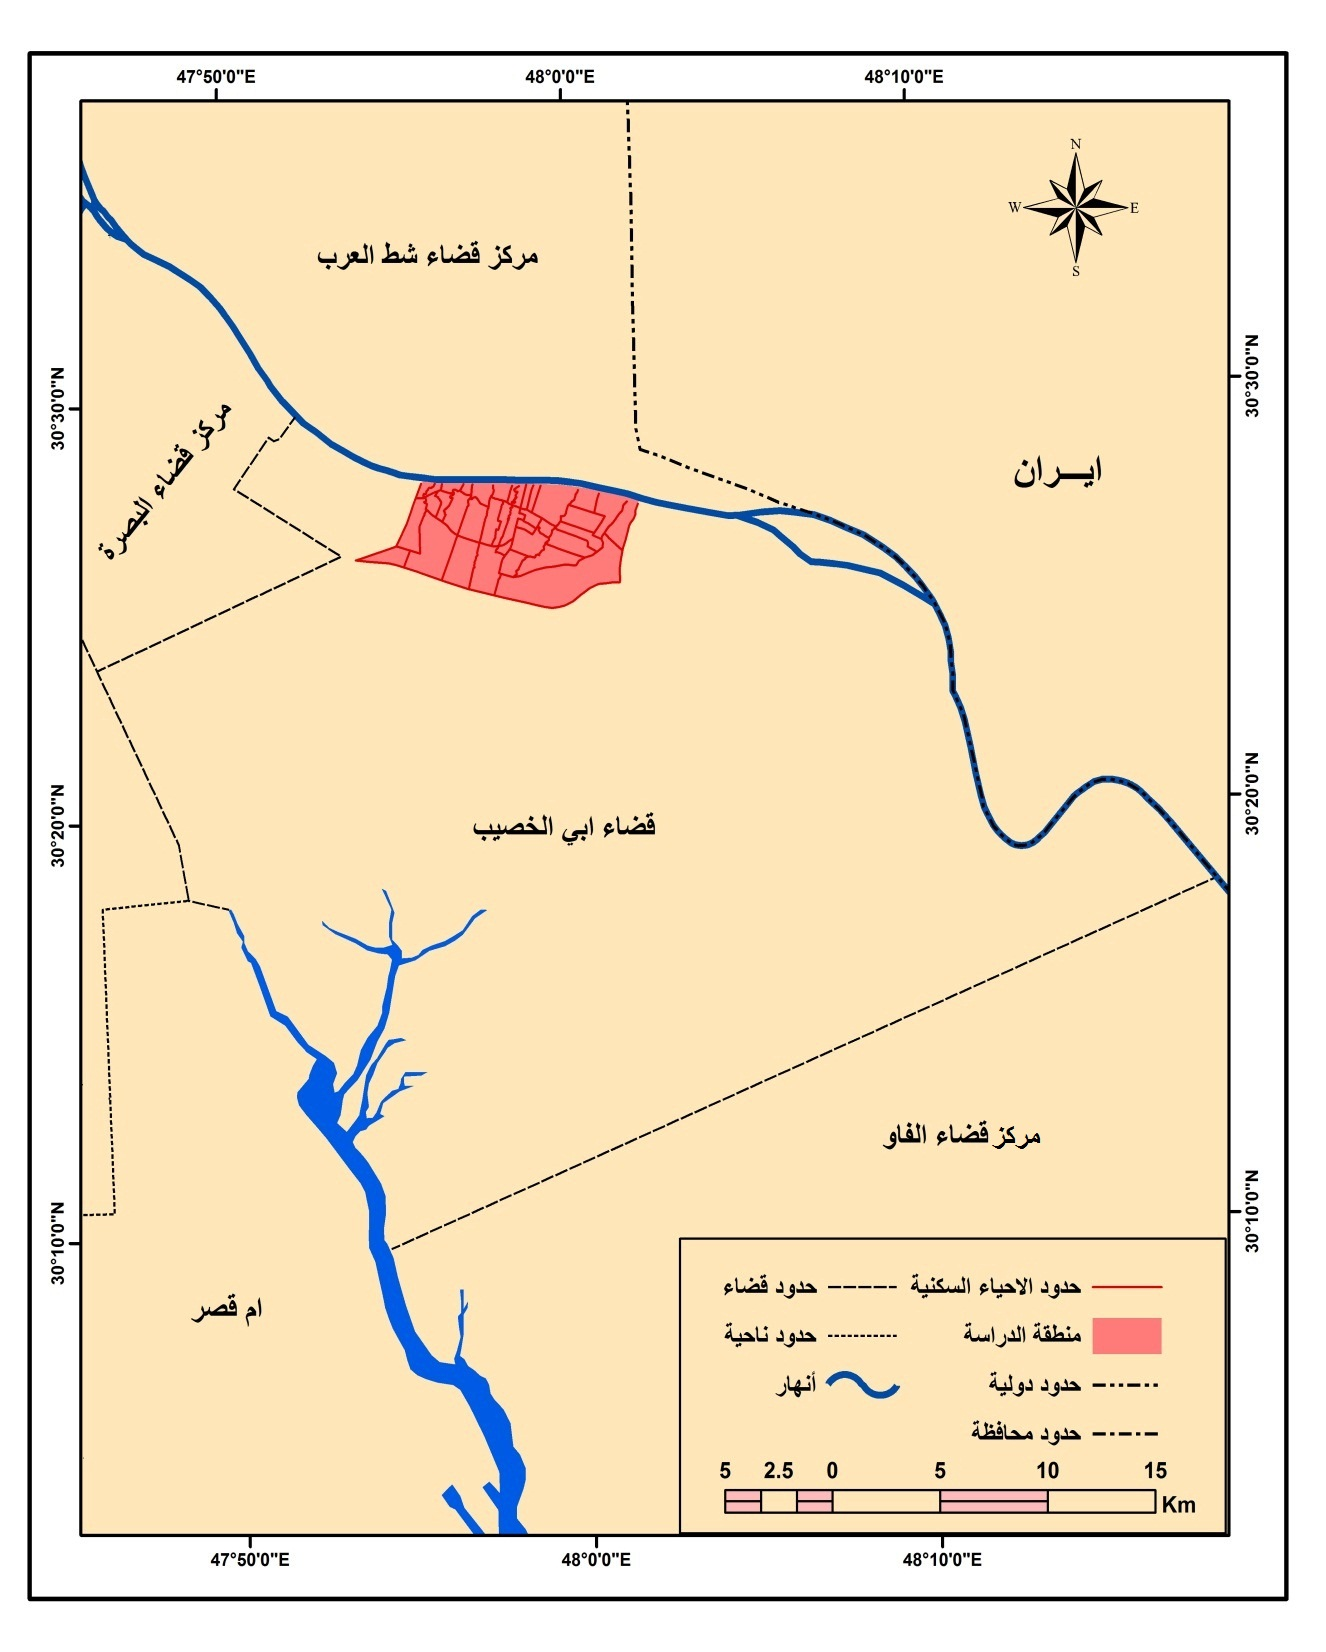 47°50'0"E
48°0'0"E
48°10'0"E
N
W
E
S
مركز قضاء شط العرب
30°30'0"N
30°30'0"N
مركز قضاء البصرة
ايــران
30°20'0"N
30°20'0"N
قضاء ابي الخصيب
مركز قضاء الفاو
30°10'0"N
30°10'0"N
ام قصر
حدود الاحياء السكنية
حدود قضاء
منطقة الدراسة
حدود ناحية
حدود دولية
أنهار
حدود محافظة
5 2.5 0 5 10 15
Km
47°50'0"E
48°0'0"E
48°10'0"E